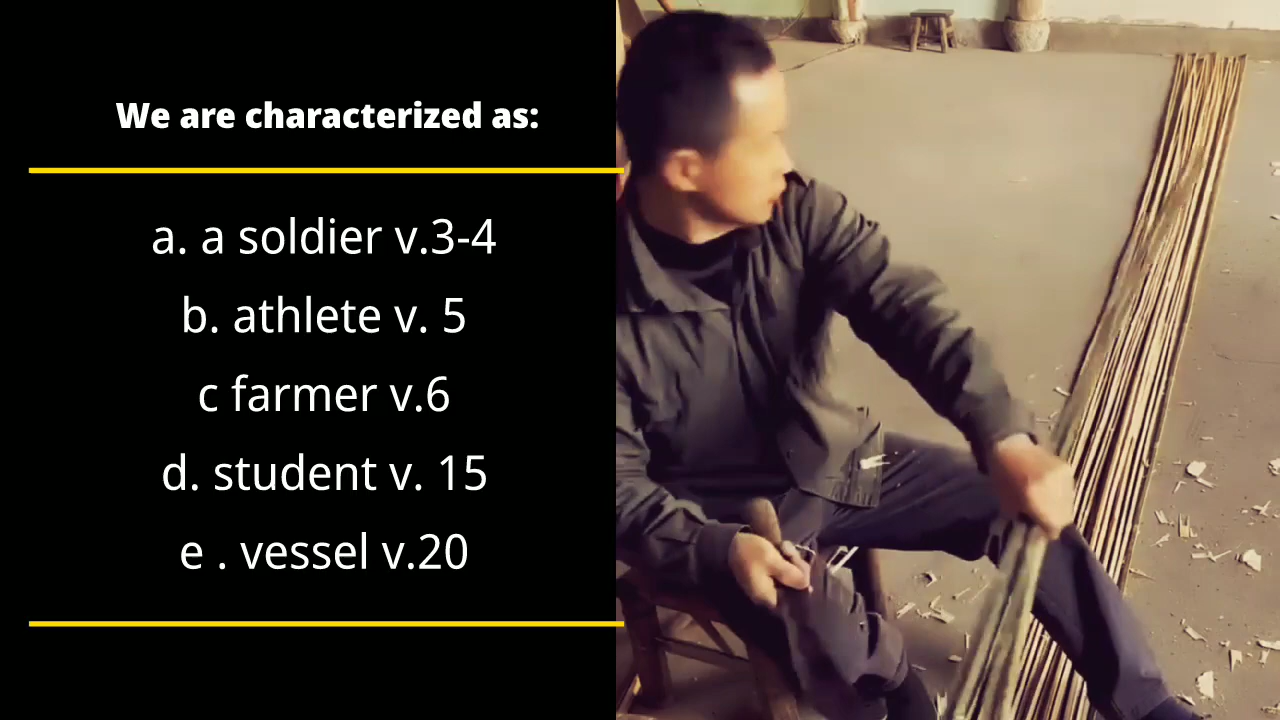 We are characterized as:
a. a soldier v.3-4
b. athlete v. 5
c farmer v.6
d. student v. 15
e . vessel v.20